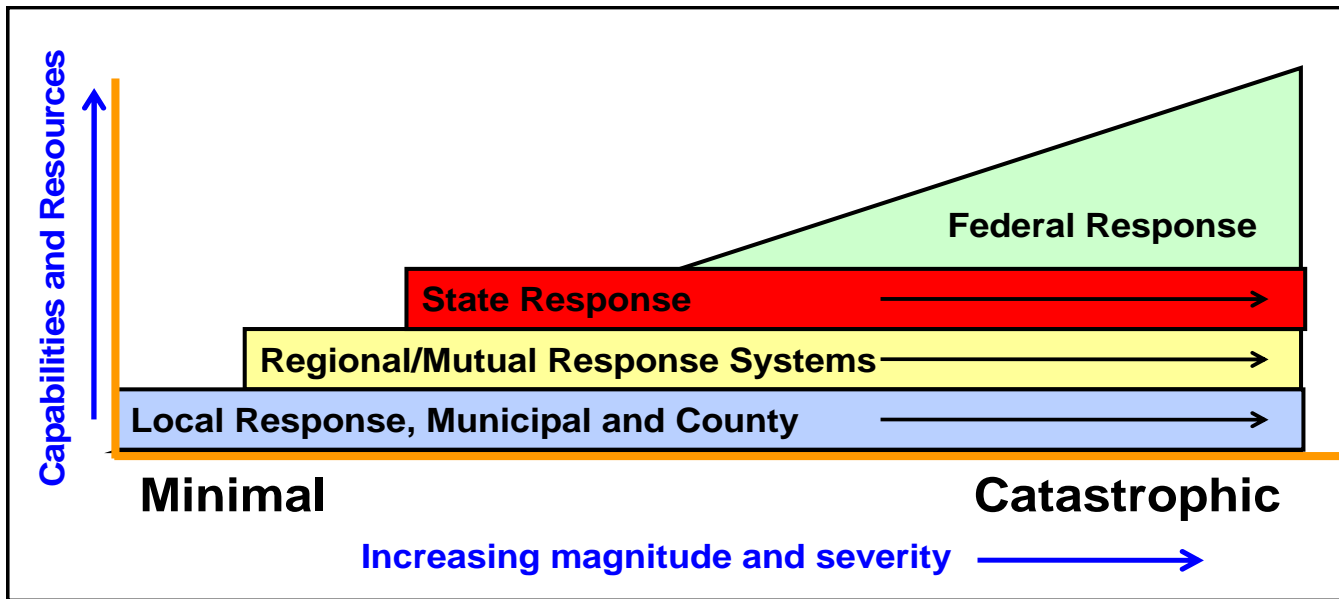 Capabilities and Resources
Federal Response
State Response
Regional/Mutual Response Systems
Local Response, Municipal and County
Minimal
Catastrophic
Increasing magnitude and severity